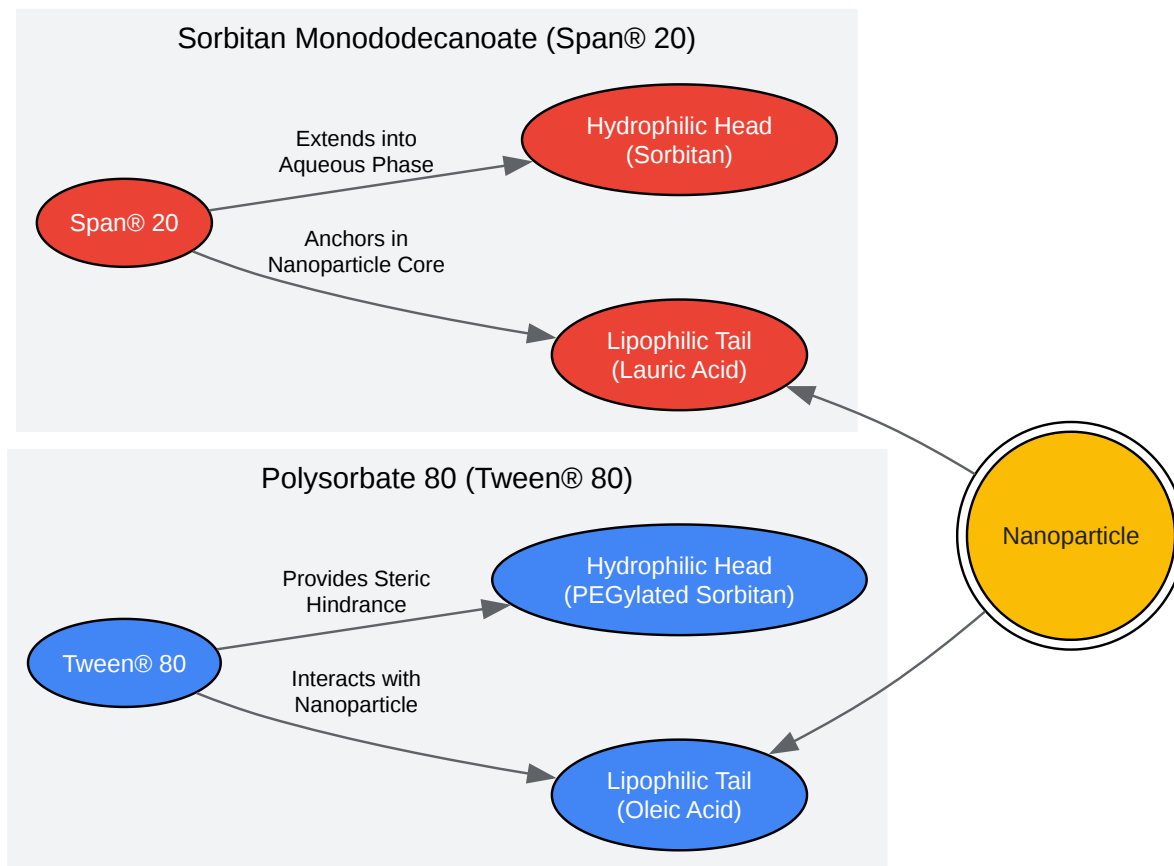 Sorbitan Monododecanoate (Span® 20)
Hydrophilic Head
(Sorbitan)
Extends into
Aqueous Phase
Span® 20
Anchors in
Nanoparticle Core
Lipophilic Tail
(Lauric Acid)
Polysorbate 80 (Tween® 80)
Nanoparticle
Hydrophilic Head
(PEGylated Sorbitan)
Provides Steric
Hindrance
Tween® 80
Interacts with
Nanoparticle
Lipophilic Tail
(Oleic Acid)